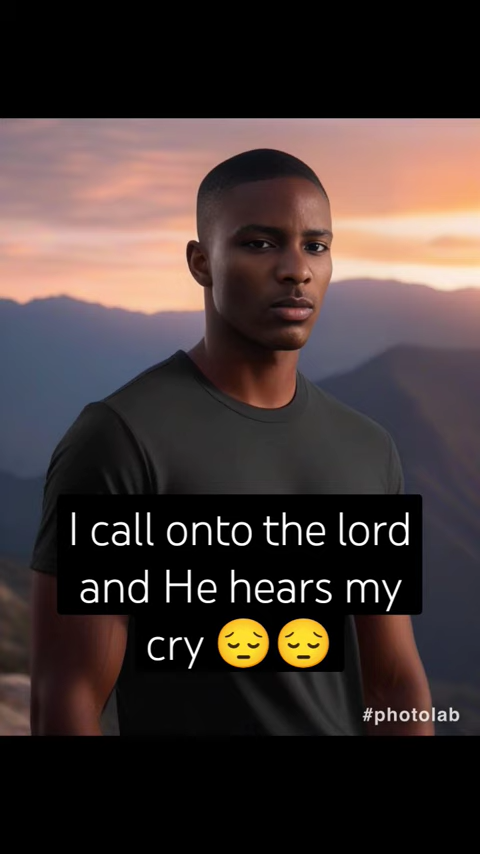 I call onto the lord
and He hears my
cry 😔😔
#photolab